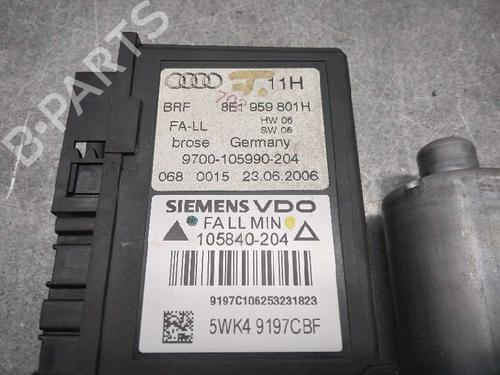 11H
BRF 8E1 959 801H
FA-LL HW 06
SW 06
brose Germany
9700-105990-204
068 0015 23.06.2006
SIEMENS VDO
FA LL MIN
105840-204
9197C106253231823
5WK4 9197CBF
B-PARTS